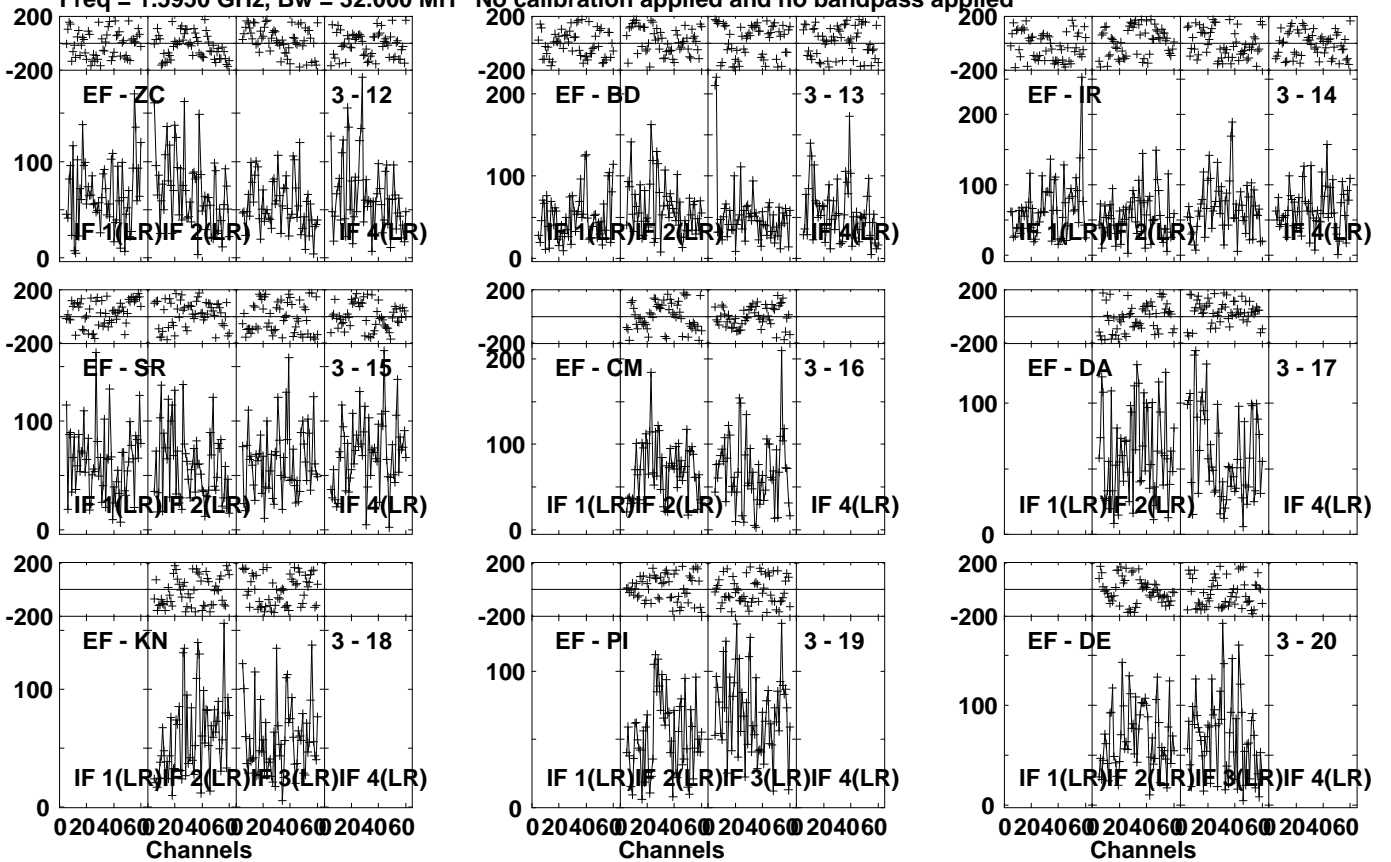 Freq = 1.5950 GHz, Bw = 32.000 MH No calibration applied and no bandpass applied
200
-200
EF - ZC
3 - 12
100
0
IF 1(LR) IF 2(LR) IF 4(LR)
200
-200
EF - BD
3 - 13
200
100
0
IF 1(LR) IF 2(LR) IF 4(LR)
200
-200
EF - IR
3 - 14
200
100
0
IF 1(LR) IF 2(LR) IF 4(LR)
200
-200
EF - SR
3 - 15
100
0
IF 1(LR) IF 2(LR) IF 4(LR)
200
-200
EF - CM
3 - 16
200
100
0
IF 1(LR) IF 2(LR) IF 4(LR)
200
-200
EF - DA
3 - 17
100
0
IF 1(LR) IF 2(LR) IF 4(LR)
200
-200
EF - KN
3 - 18
100
0
IF 1(LR) IF 2(LR) IF 3(LR) IF 4(LR)
0 20 40 60 0 20 40 60 0 20 40 60 0 20 40 60
Channels
200
-200
EF - PI
3 - 19
100
0
IF 1(LR) IF 2(LR) IF 3(LR) IF 4(LR)
0 20 40 60 0 20 40 60 0 20 40 60 0 20 40 60
Channels
200
-200
EF - DE
3 - 20
100
0
IF 1(LR) IF 2(LR) IF 3(LR) IF 4(LR)
0 20 40 60 0 20 40 60 0 20 40 60 0 20 40 60
Channels